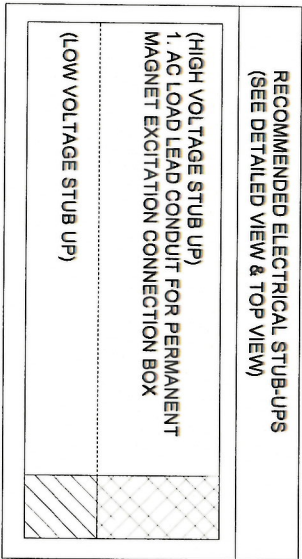 RECOMMENDED ELECTRICAL STUB-UPS
(SEE DETAILED VIEW & TOP VIEW)
(HIGH VOLTAGE STUB UP)
1. AC LOAD LEAD CONDUIT FOR PERMANENT
MAGNET EXCITATION CONNECTION BOX
(LOW VOLTAGE STUB UP)